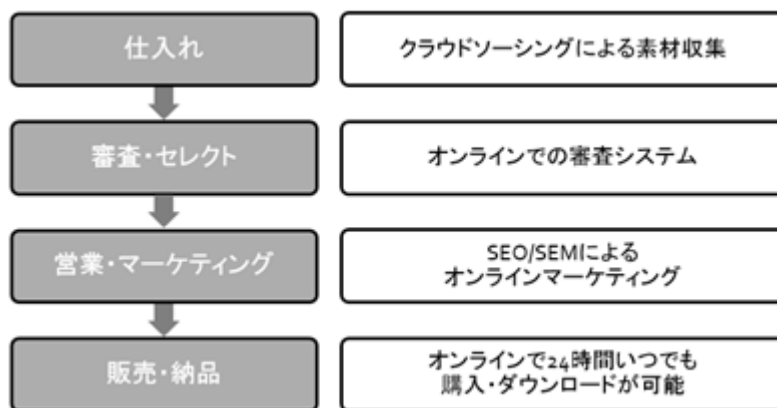 仕入れ
クラウドソーシングによる素材収集
審査・セレクト
オンラインでの審査システム
営業・マーケティング
SEO/SEMによる
オンラインマーケティング
販売・納品
オンラインで24時間いつでも
購入・ダウンロードが可能